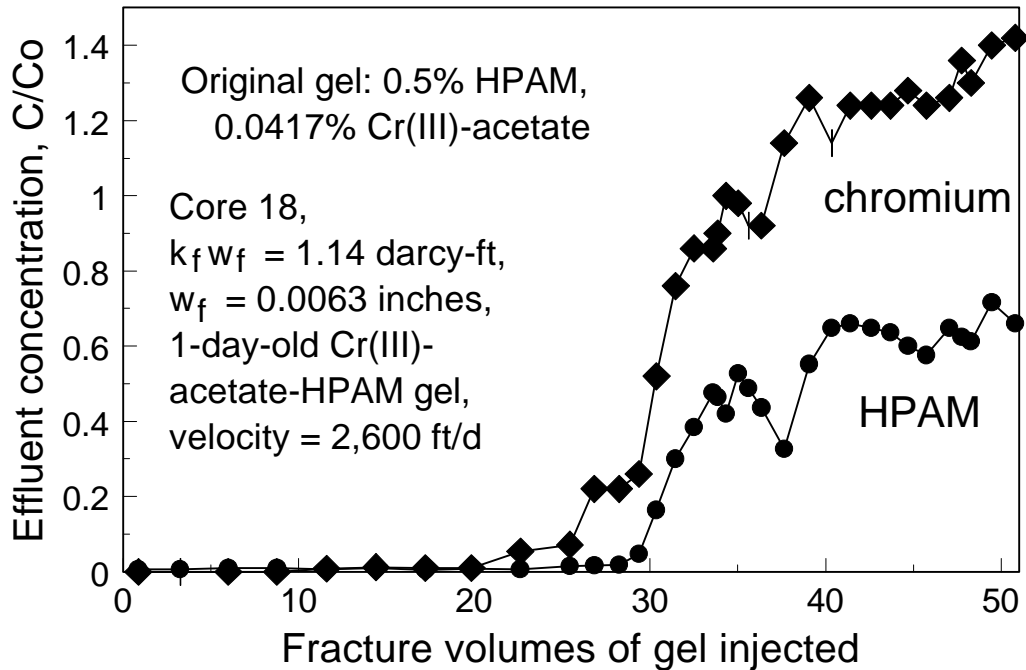 Effluent concentration, C/Co
1.4
1.2
1
0.8
0.6
0.4
0.2
0
Original gel: 0.5% HPAM,
0.0417% Cr(III)-acetate
Core 18,
k_f w_f = 1.14 darcy-ft,
w_f = 0.0063 inches,
1-day-old Cr(III)-
acetate-HPAM gel,
velocity = 2,600 ft/d
chromium
HPAM
0 10 20 30 40 50
Fracture volumes of gel injected